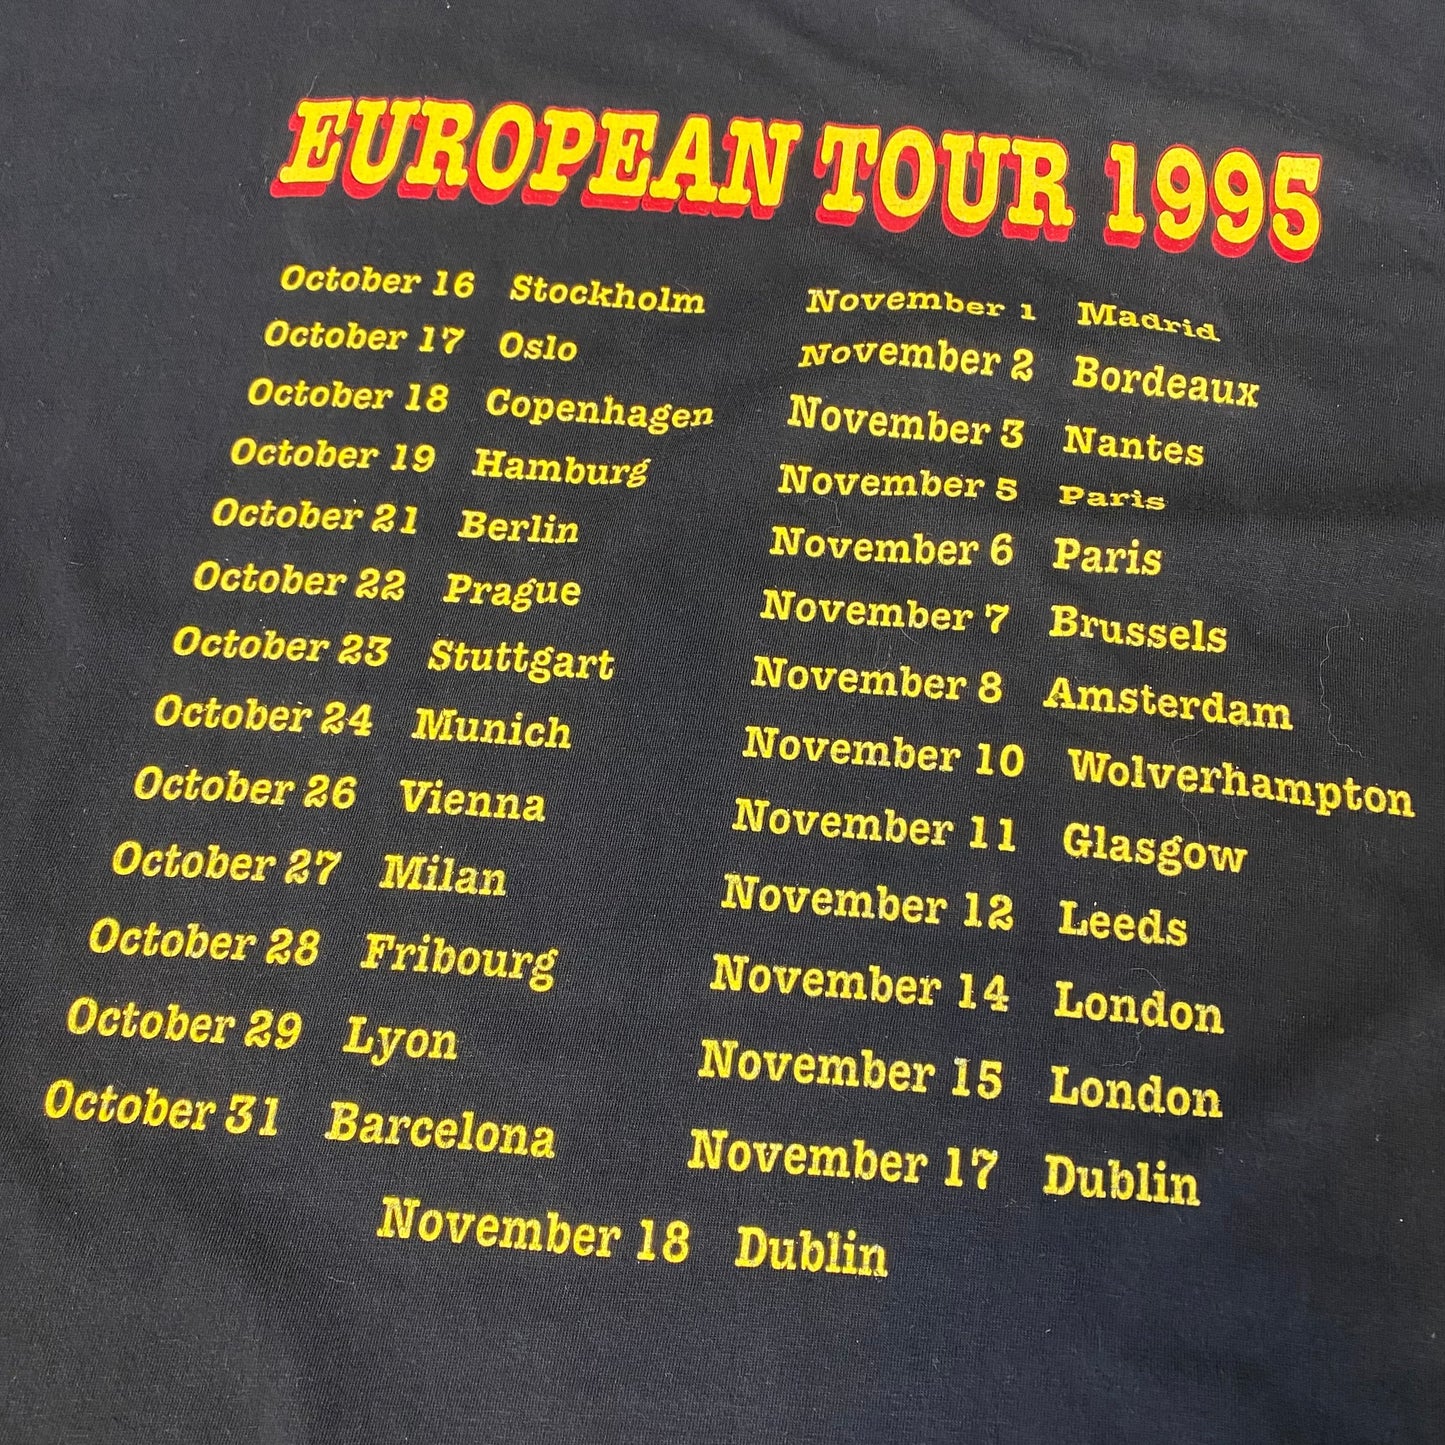 EUROPEAN TOUR 1995
October 16 Stockholm
October 17 Oslo
October 18 Copenhagen
October 19 Hamburg
October 21 Berlin
October 22 Prague
October 23 Stuttgart
October 24 Munich
October 26 Vienna
October 27 Milan
October 28 Fribourg
October 29 Lyon
October 31 Barcelona
November 1 Madrid
November 2 Bordeaux
November 3 Nantes
November 5 Paris
November 6 Paris
November 7 Brussels
November 8 Amsterdam
November 10 Wolverhampton
November 11 Glasgow
November 12 Leeds
November 14 London
November 15 London
November 17 Dublin
November 18 Dublin